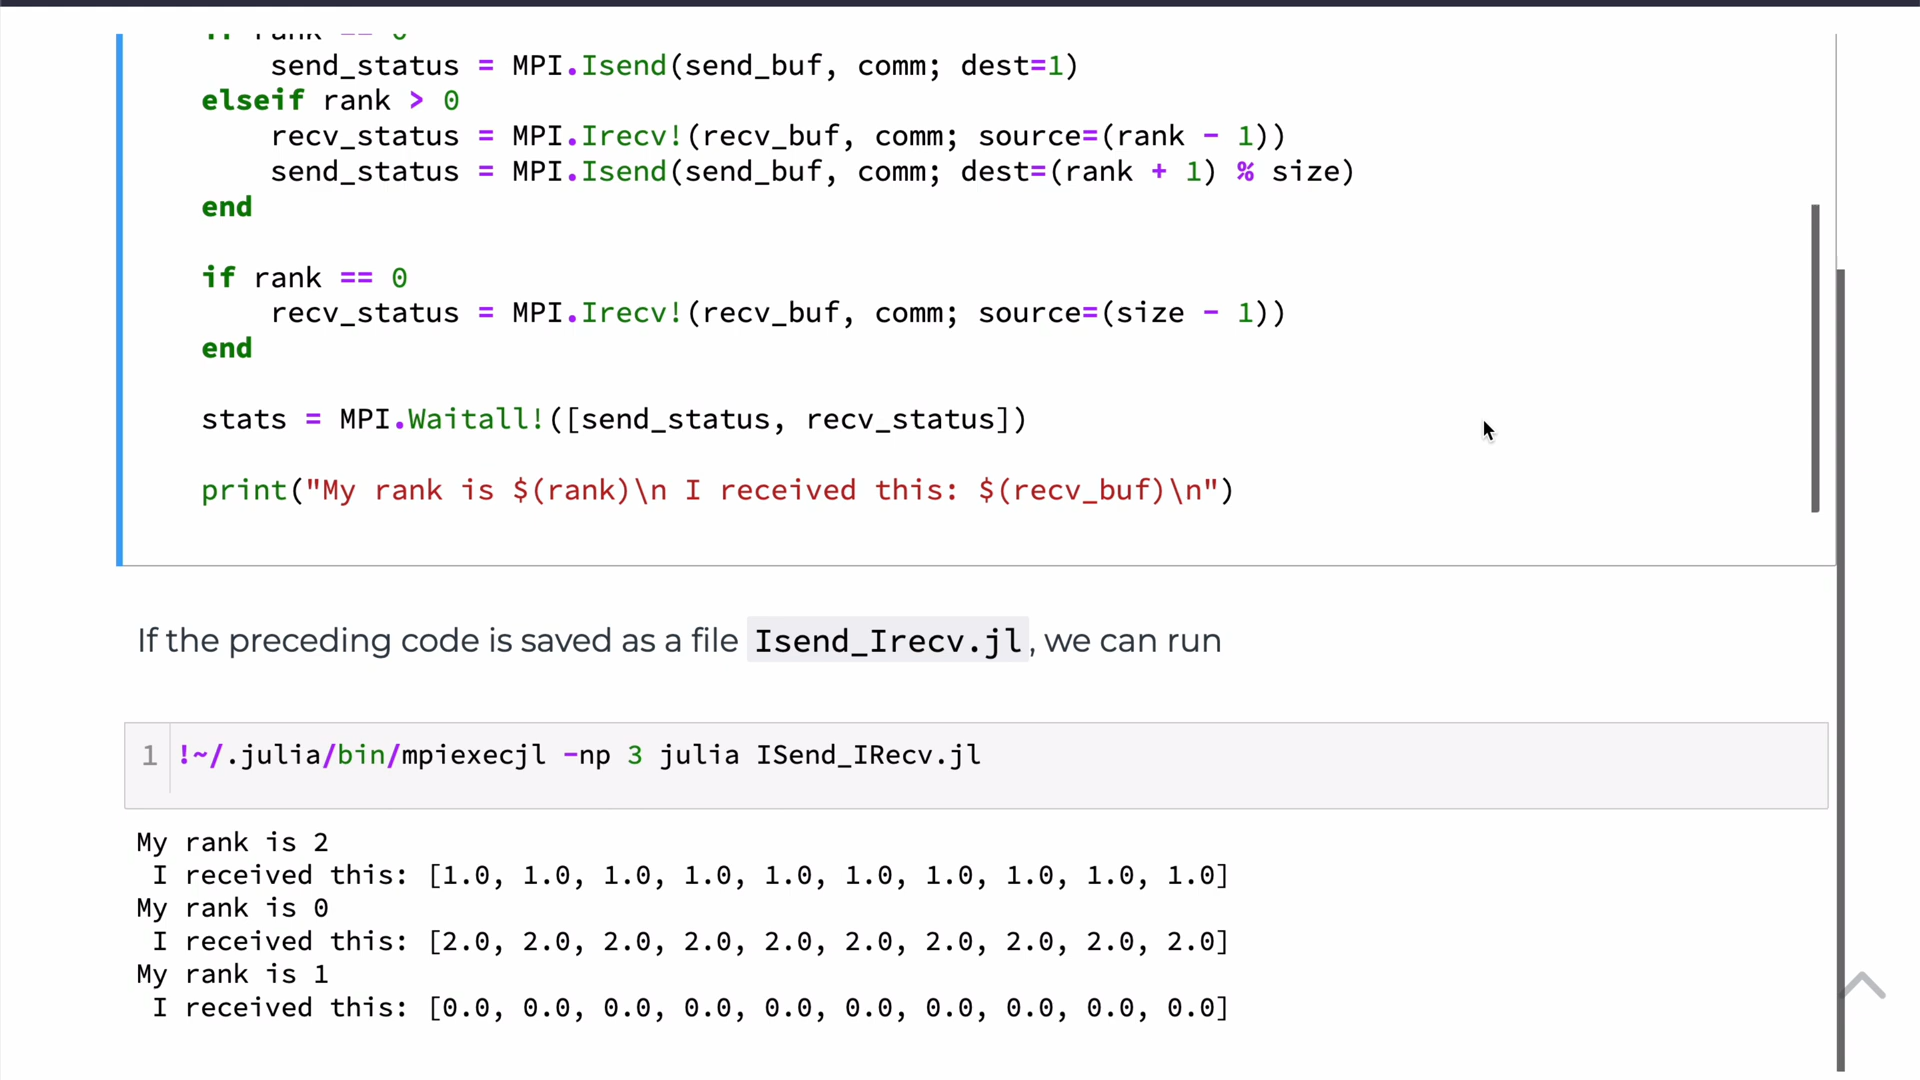 if rank == 0
send_status = MPI.Isend(send_buf, comm; dest=1)
elseif rank > 0
recv_status = MPI.Irecv!(recv_buf, comm; source=(rank - 1))
send_status = MPI.Isend(send_buf, comm; dest=(rank + 1) % size)
end
if rank == 0
recv_status = MPI.Irecv!(recv_buf, comm; source=(size - 1))
end
stats = MPI.Waitall!([send_status, recv_status])
print("My rank is $(rank)\n I received this: $(recv_buf)\n")
If the preceding code is saved as a file Isend_Irecv.jl, we can run
1 !~/.julia/bin/mpiexecjl -np 3 julia ISend_IRecv.jl
My rank is 2
I received this: [1.0, 1.0, 1.0, 1.0, 1.0, 1.0, 1.0, 1.0, 1.0, 1.0]
My rank is 0
I received this: [2.0, 2.0, 2.0, 2.0, 2.0, 2.0, 2.0, 2.0, 2.0, 2.0]
My rank is 1
I received this: [0.0, 0.0, 0.0, 0.0, 0.0, 0.0, 0.0, 0.0, 0.0, 0.0]